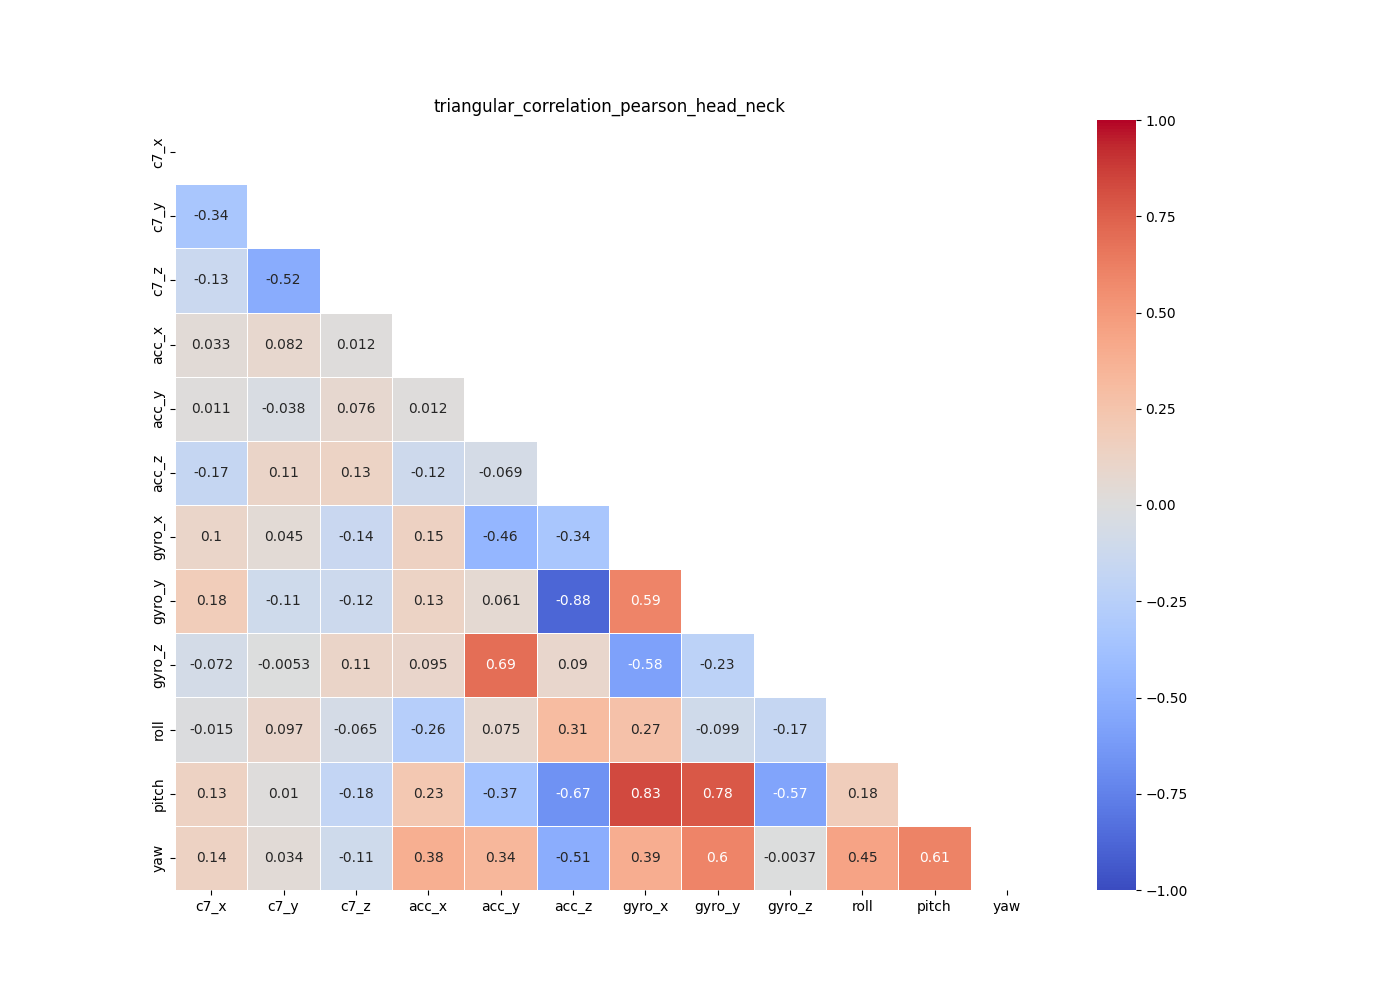 triangular_correlation_pearson_head_neck
1.00
c7_x
c7_y -0.34
0.75
c7_z -0.13 -0.52
0.50
acc_x 0.033 0.082 0.012
acc_y 0.011 -0.038 0.076 0.012
0.25
acc_z -0.17 0.11 0.13 -0.12 -0.069
0.00
gyro_x 0.1 0.045 -0.14 0.15 -0.46 -0.34
gyro_y 0.18 -0.11 -0.12 0.13 0.061 -0.88 0.59
−0.25
gyro_z -0.072 -0.0053 0.11 0.095 0.69 0.09 -0.58 -0.23
−0.50
roll -0.015 0.097 -0.065 -0.26 0.075 0.31 0.27 -0.099 -0.17
pitch 0.13 0.01 -0.18 0.23 -0.37 -0.67 0.83 0.78 -0.57 0.18
−0.75
yaw 0.14 0.034 -0.11 0.38 0.34 -0.51 0.39 0.6 -0.0037 0.45 0.61
−1.00
c7_x c7_y c7_z acc_x acc_y acc_z gyro_x gyro_y gyro_z roll pitch yaw